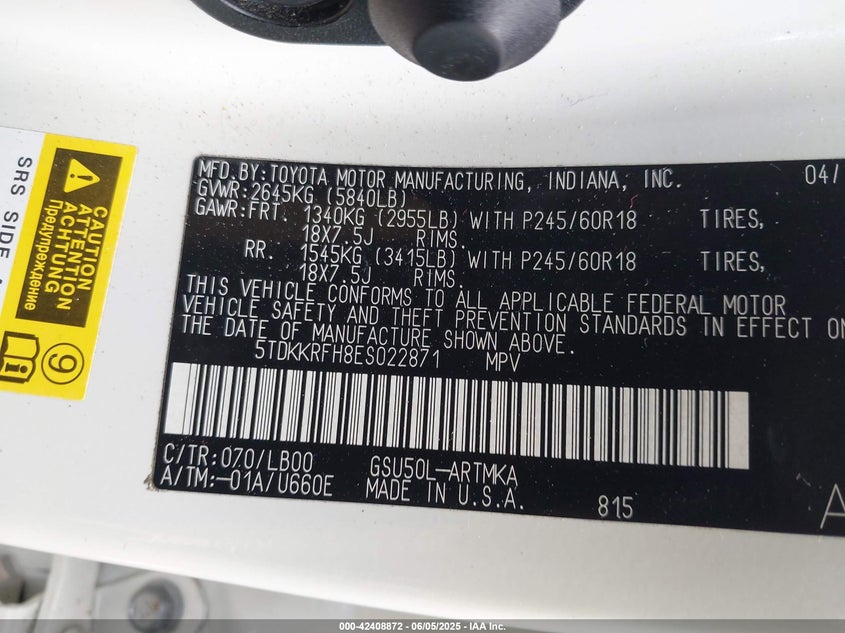 MFD.BY:TOYOTA MOTOR MANUFACTURING, INDIANA, INC. 04/
GVWR:2645KG (5840LB)
GAWR:FRT. 1340KG (2955LB) WITH P245/60R18 TIRES,
18X7.5J RIMS.
RR. 1545KG (3415LB) WITH P245/60R18 TIRES,
18X7.5J RIMS.
THIS VEHICLE CONFORMS TO ALL APPLICABLE FEDERAL MOTOR
VEHICLE SAFETY AND THEFT PREVENTION STANDARDS IN EFFECT ON
THE DATE OF MANUFACTURE SHOWN ABOVE.
5TDKKRFH8ES022871 MPV
C/TR:070/LB00 GSU50L-ARTMKA
A/TM:-01A/U660E MADE IN U.S.A. 815
A
SRS SIDE
CAUTION
ATTENTION
ACHTUNG
Предупреждение
9
000-42408872 - 06/05/2025 - IAA Inc.